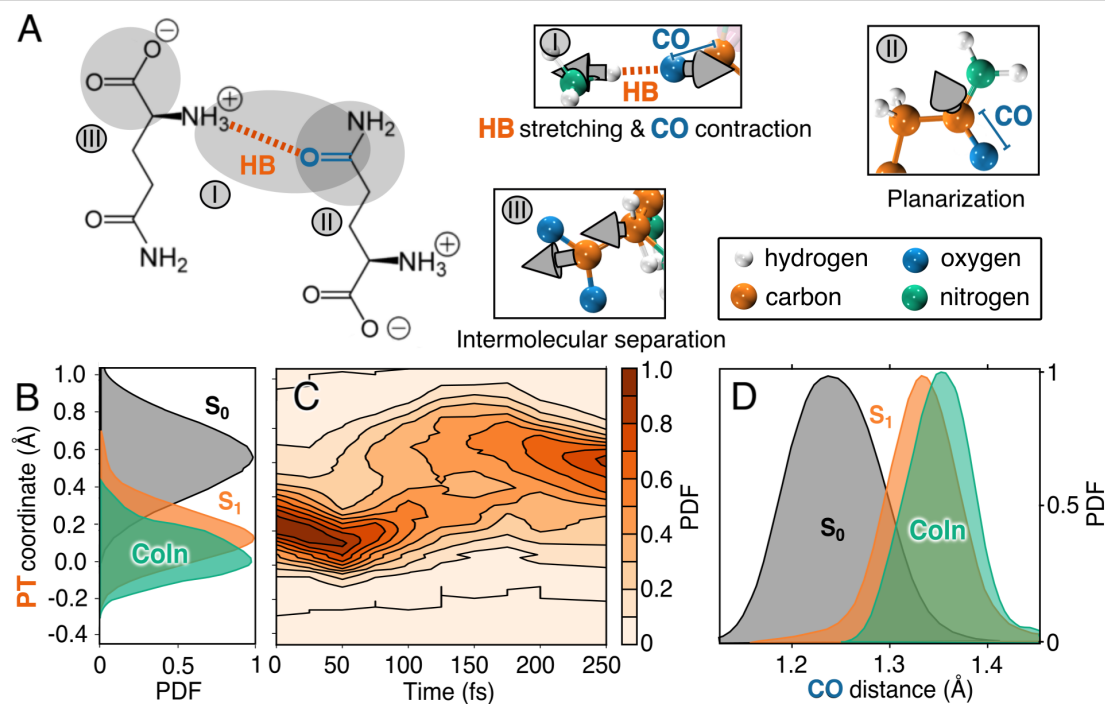 A
O
O
NH3
HB
O
NH2
III
I
II
O
NH2
NH3
O
O
I
CO
HB
HB stretching & CO contraction
II
CO
Planarization
III
Intermolecular separation
hydrogen
oxygen
carbon
nitrogen
B
PT coordinate (Å)
1.0
0.8
0.6
0.4
0.2
0.0
-0.2
-0.4
S0
S1
CoIn
0
0.5
1
PDF
C
0
50
100
150
200
250
Time (fs)
1.0
0.8
0.6
0.4
0.2
0
PDF
D
S0
S1
CoIn
1.2
1.3
1.4
CO distance (Å)
1
0.5
0
PDF